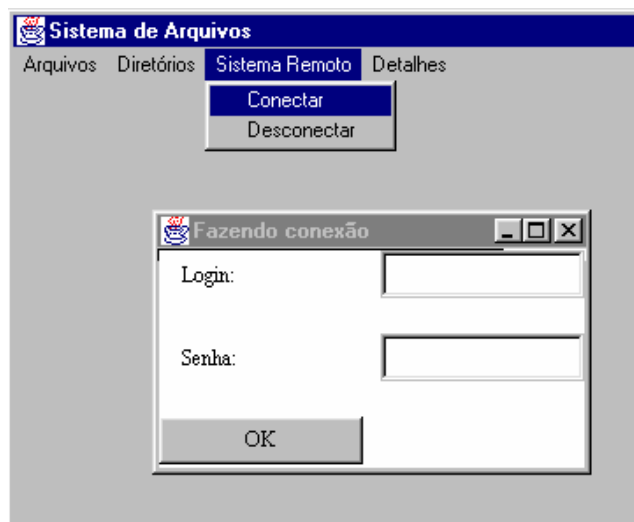 Sistema de Arquivos
Arquivos Diretórios Sistema Remoto Detalhes
Conectar
Desconectar
Fazendo conexão
Login:
Senha:
OK